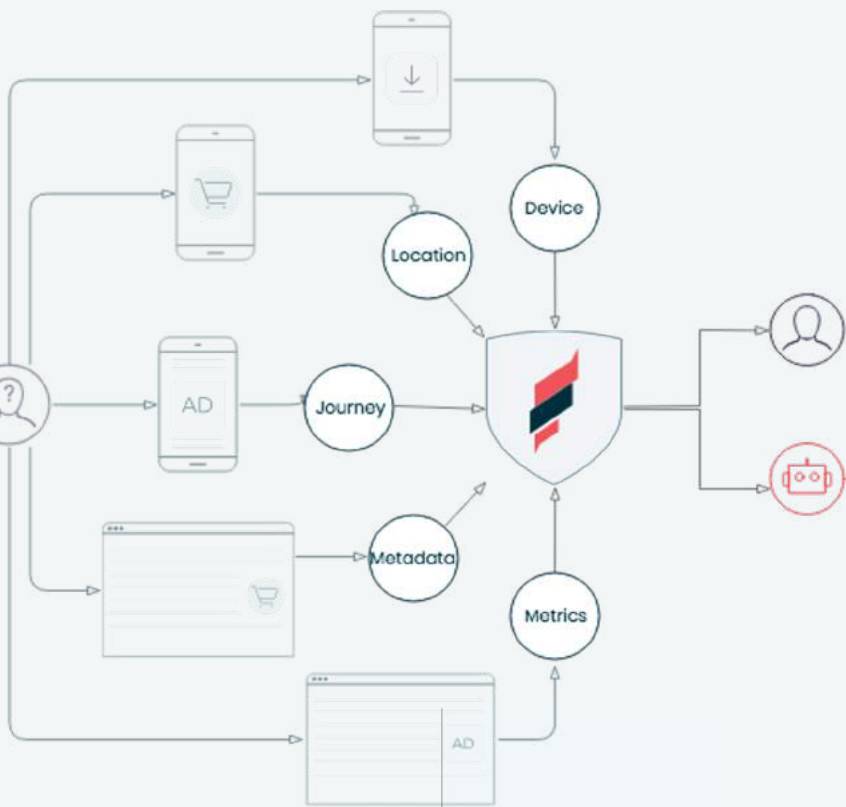 Device
Location
?
AD
Journey
Metadata
Metrics
AD